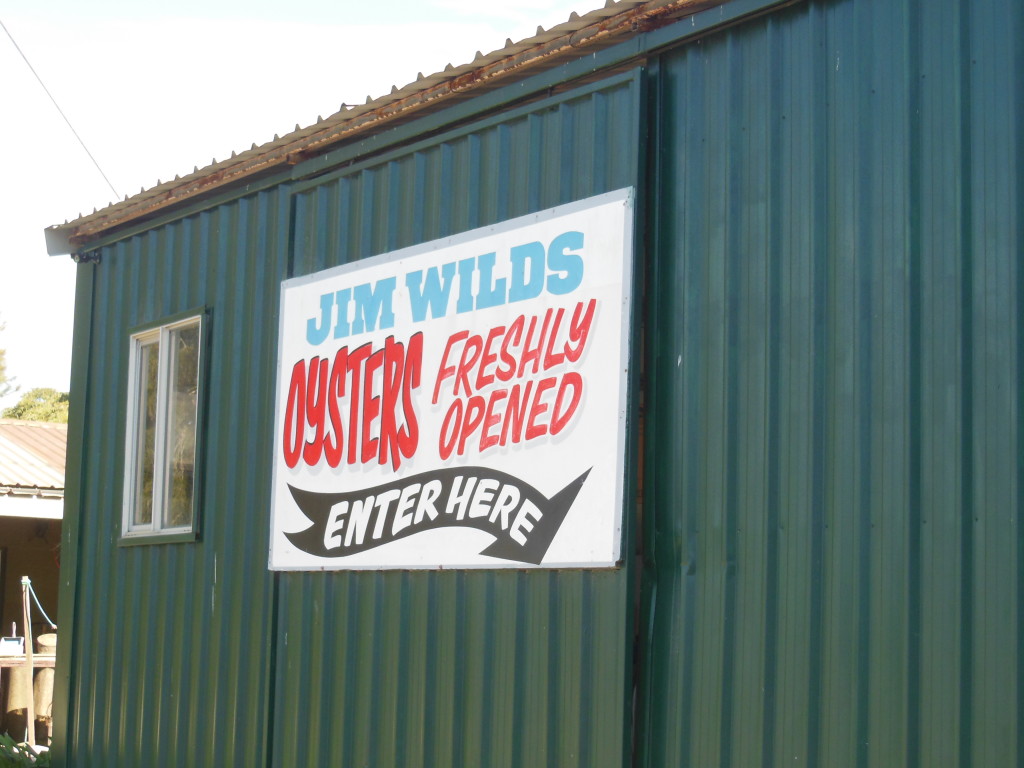 JIM WILDS
OYSTERS
FRESHLY
OPENED
ENTER HERE